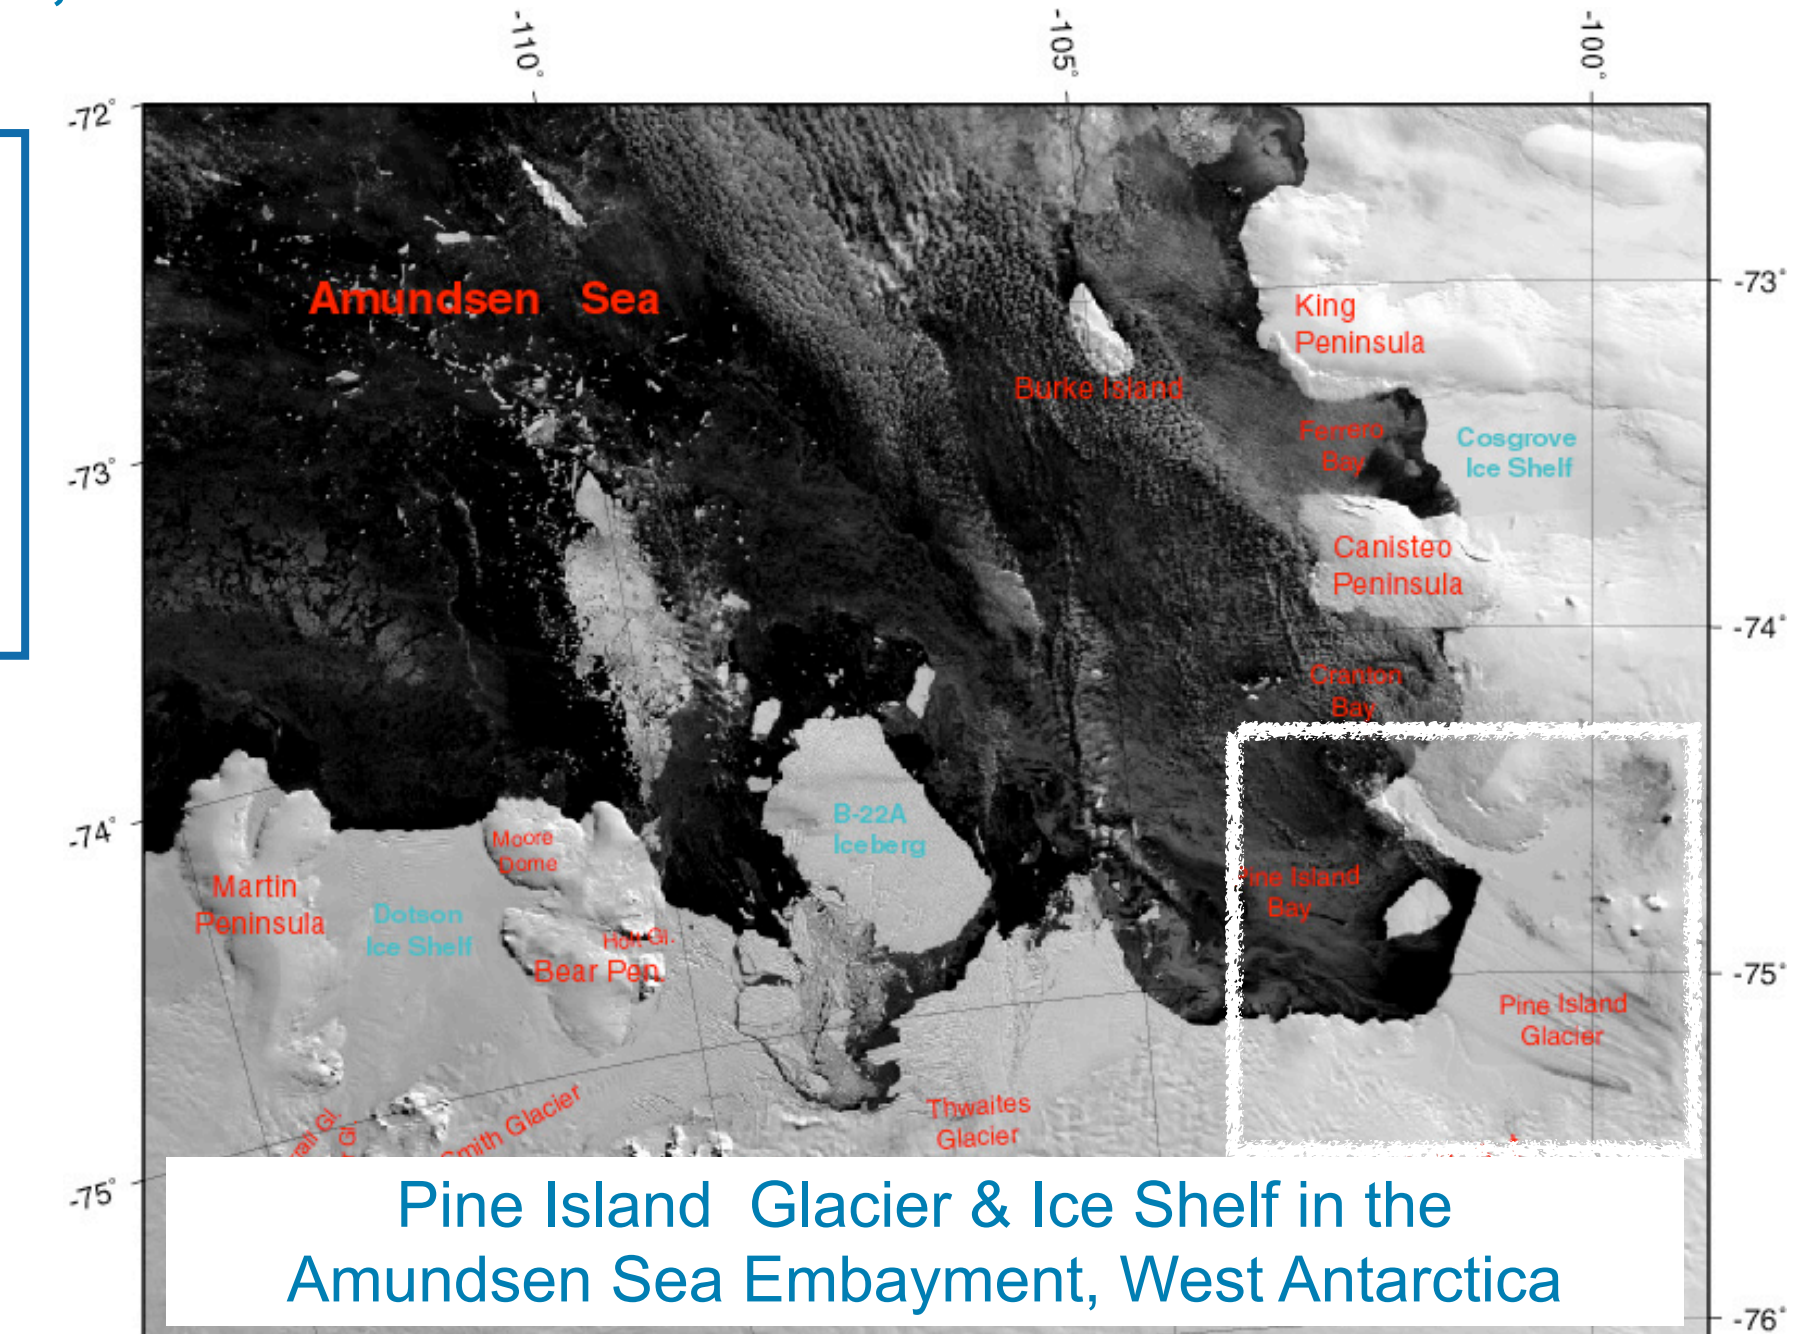 -110°
-105°
-100°
-72°
-73°
-74°
-75°
-73°
-74°
-75°
-76°
Amundsen Sea
King
Peninsula
Burke Island
Ferrero
Bay
Cosgrove
Ice Shelf
Canisteo
Peninsula
Cranton
Bay
B-22A
Iceberg
Moore
Dome
Martin
Peninsula
Dotson
Ice Shelf
Holt Gl.
Bear Pen.
Pine Island
Bay
Pine Island
Glacier
Thwaites
Glacier
Smith Glacier
Gl.
Gl
Pine Island Glacier & Ice Shelf in the
Amundsen Sea Embayment, West Antarctica